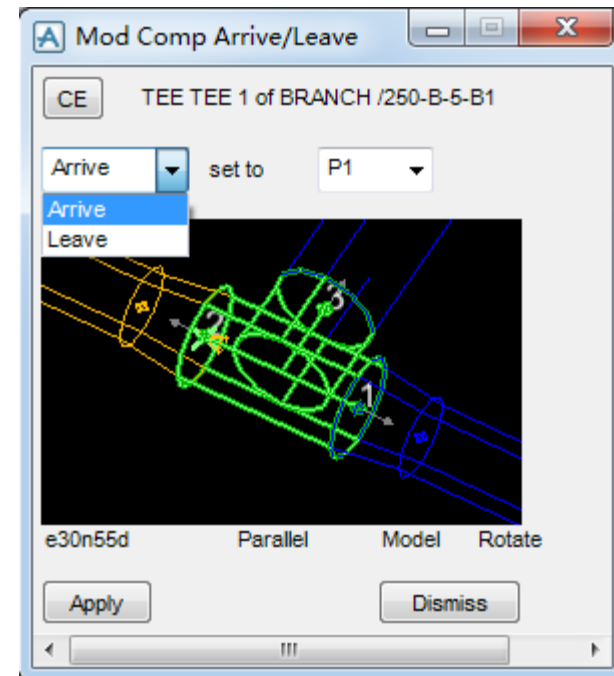 Mod Comp Arrive/Leave
CE TEE TEE 1 of BRANCH /250-B-5-B1
Arrive set to P1
Arrive
Leave
3
2
1
e30n55d Parallel Model Rotate
Apply Dismiss